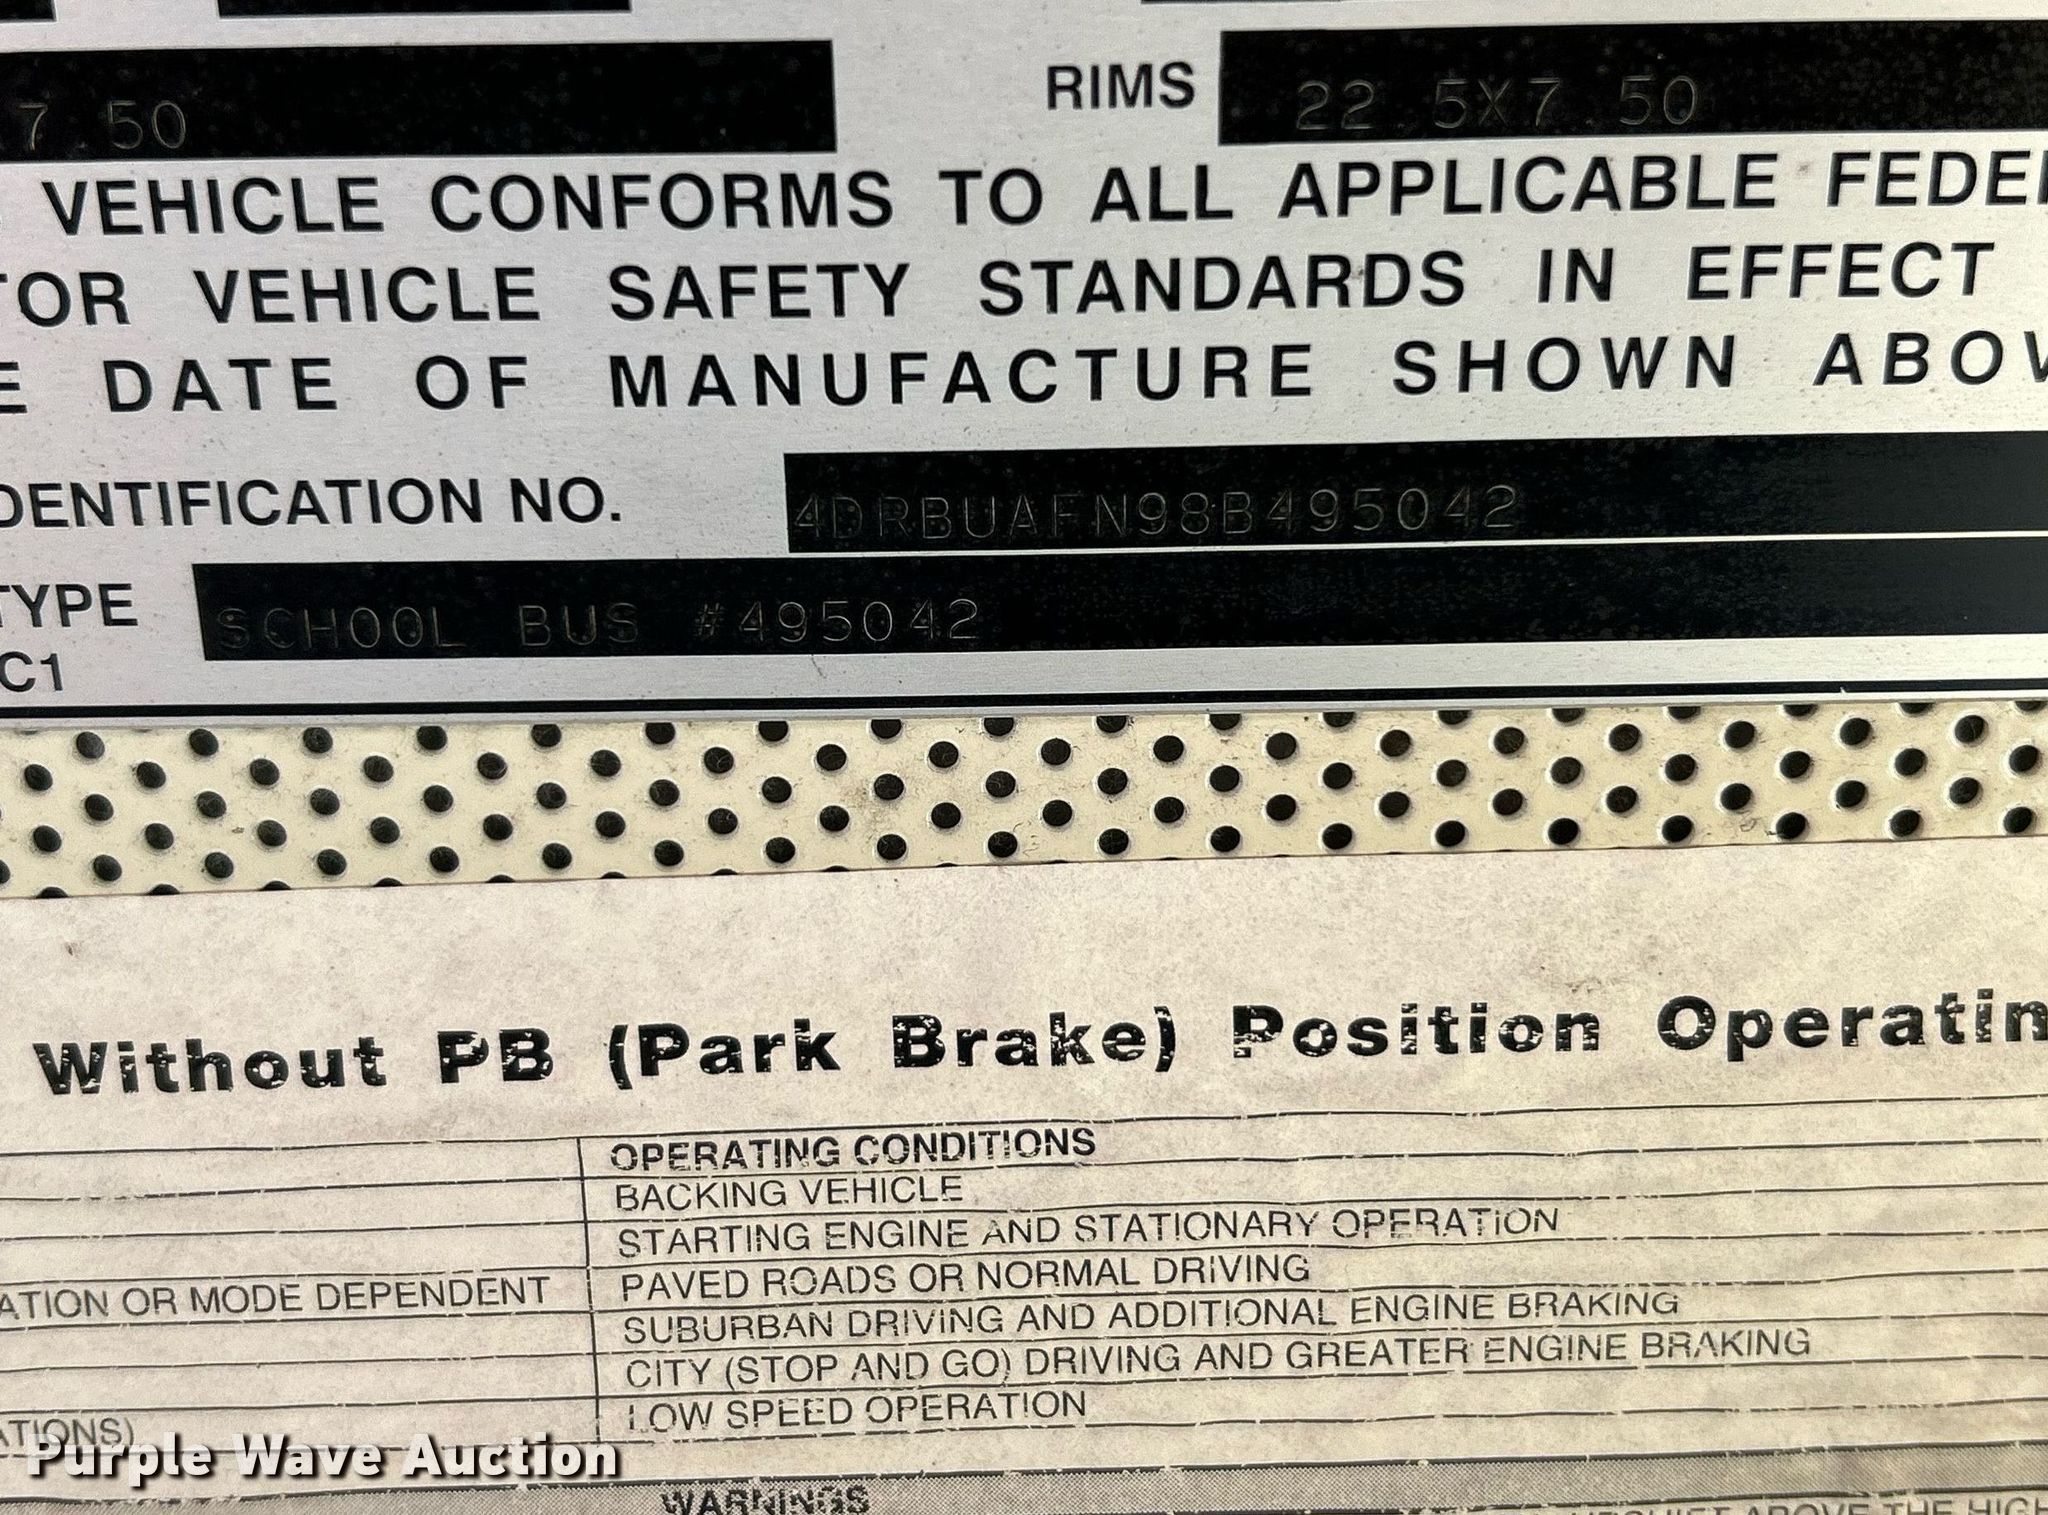 7 50
RIMS 22 5X7 50
VEHICLE CONFORMS TO ALL APPLICABLE FEDE
OR VEHICLE SAFETY STANDARDS IN EFFECT
E DATE OF MANUFACTURE SHOWN ABOV
DENTIFICATION NO. 4DRBUAFN98B495042
TYPE SCHOOL BUS #495042
C1
Without PB (Park Brake) Position Operatin
OPERATING CONDITIONS
BACKING VEHICLE
STARTING ENGINE AND STATIONARY OPERATION
ATION OR MODE DEPENDENT PAVED ROADS OR NORMAL DRIVING
SUBURBAN DRIVING AND ADDITIONAL ENGINE BRAKING
CITY (STOP AND GO) DRIVING AND GREATER ENGINE BRAKING
ATIONS) LOW SPEED OPERATION
Purple Wave Auction
WARNINGS
ABOVE THE HIGH